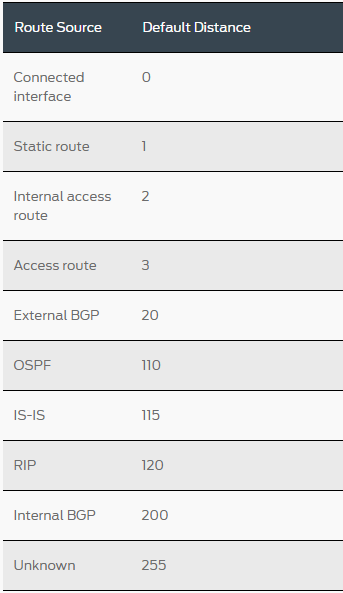 Route Source Default Distance
Connected 0
interface
Static route 1
Internal access 2
route
Access route 3
External BGP 20
OSPF 110
IS-IS 115
RIP 120
Internal BGP 200
Unknown 255